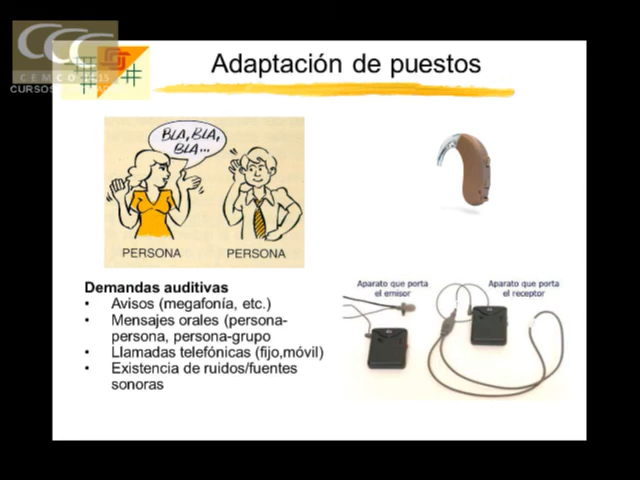 CCC
CEMCO 2015
CURSOS
Adaptación de puestos
BLA, BLA,
BLA...
PERSONA
PERSONA
Demandas auditivas
• Avisos (megafonía, etc.)
• Mensajes orales (persona-
persona, persona-grupo
• Llamadas telefónicas (fijo,móvil)
• Existencia de ruidos/fuentes
sonoras
Aparato que porta
el emisor
Aparato que porta
el receptor